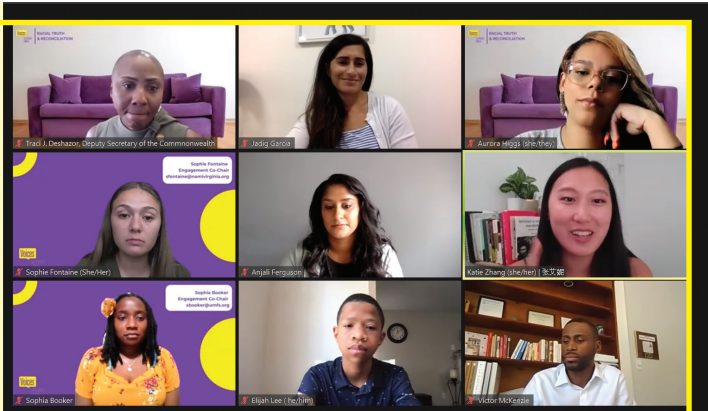 Voices
RACIAL TRUTH
& RECONCILIATION
Voices
RACIAL TRUTH
& RECONCILIATION
Traci J. Deshazor, Deputy Secretary of the Commonwealth
Jadig Garcia
Aurora Higgs (she/they)
Sophie Fontaine
Engagement Co-Chair
sfontaine@namivirginia.org
Voices
Sophie Fontaine (She/Her)
Anjali Ferguson
Katie Zhang (she/her) | 张艾妮
Sophia Booker
Engagement Co-Chair
sbooker@umfs.org
Voices
Sophia Booker
Elijah Lee ( he/him)
Victor McKenzie